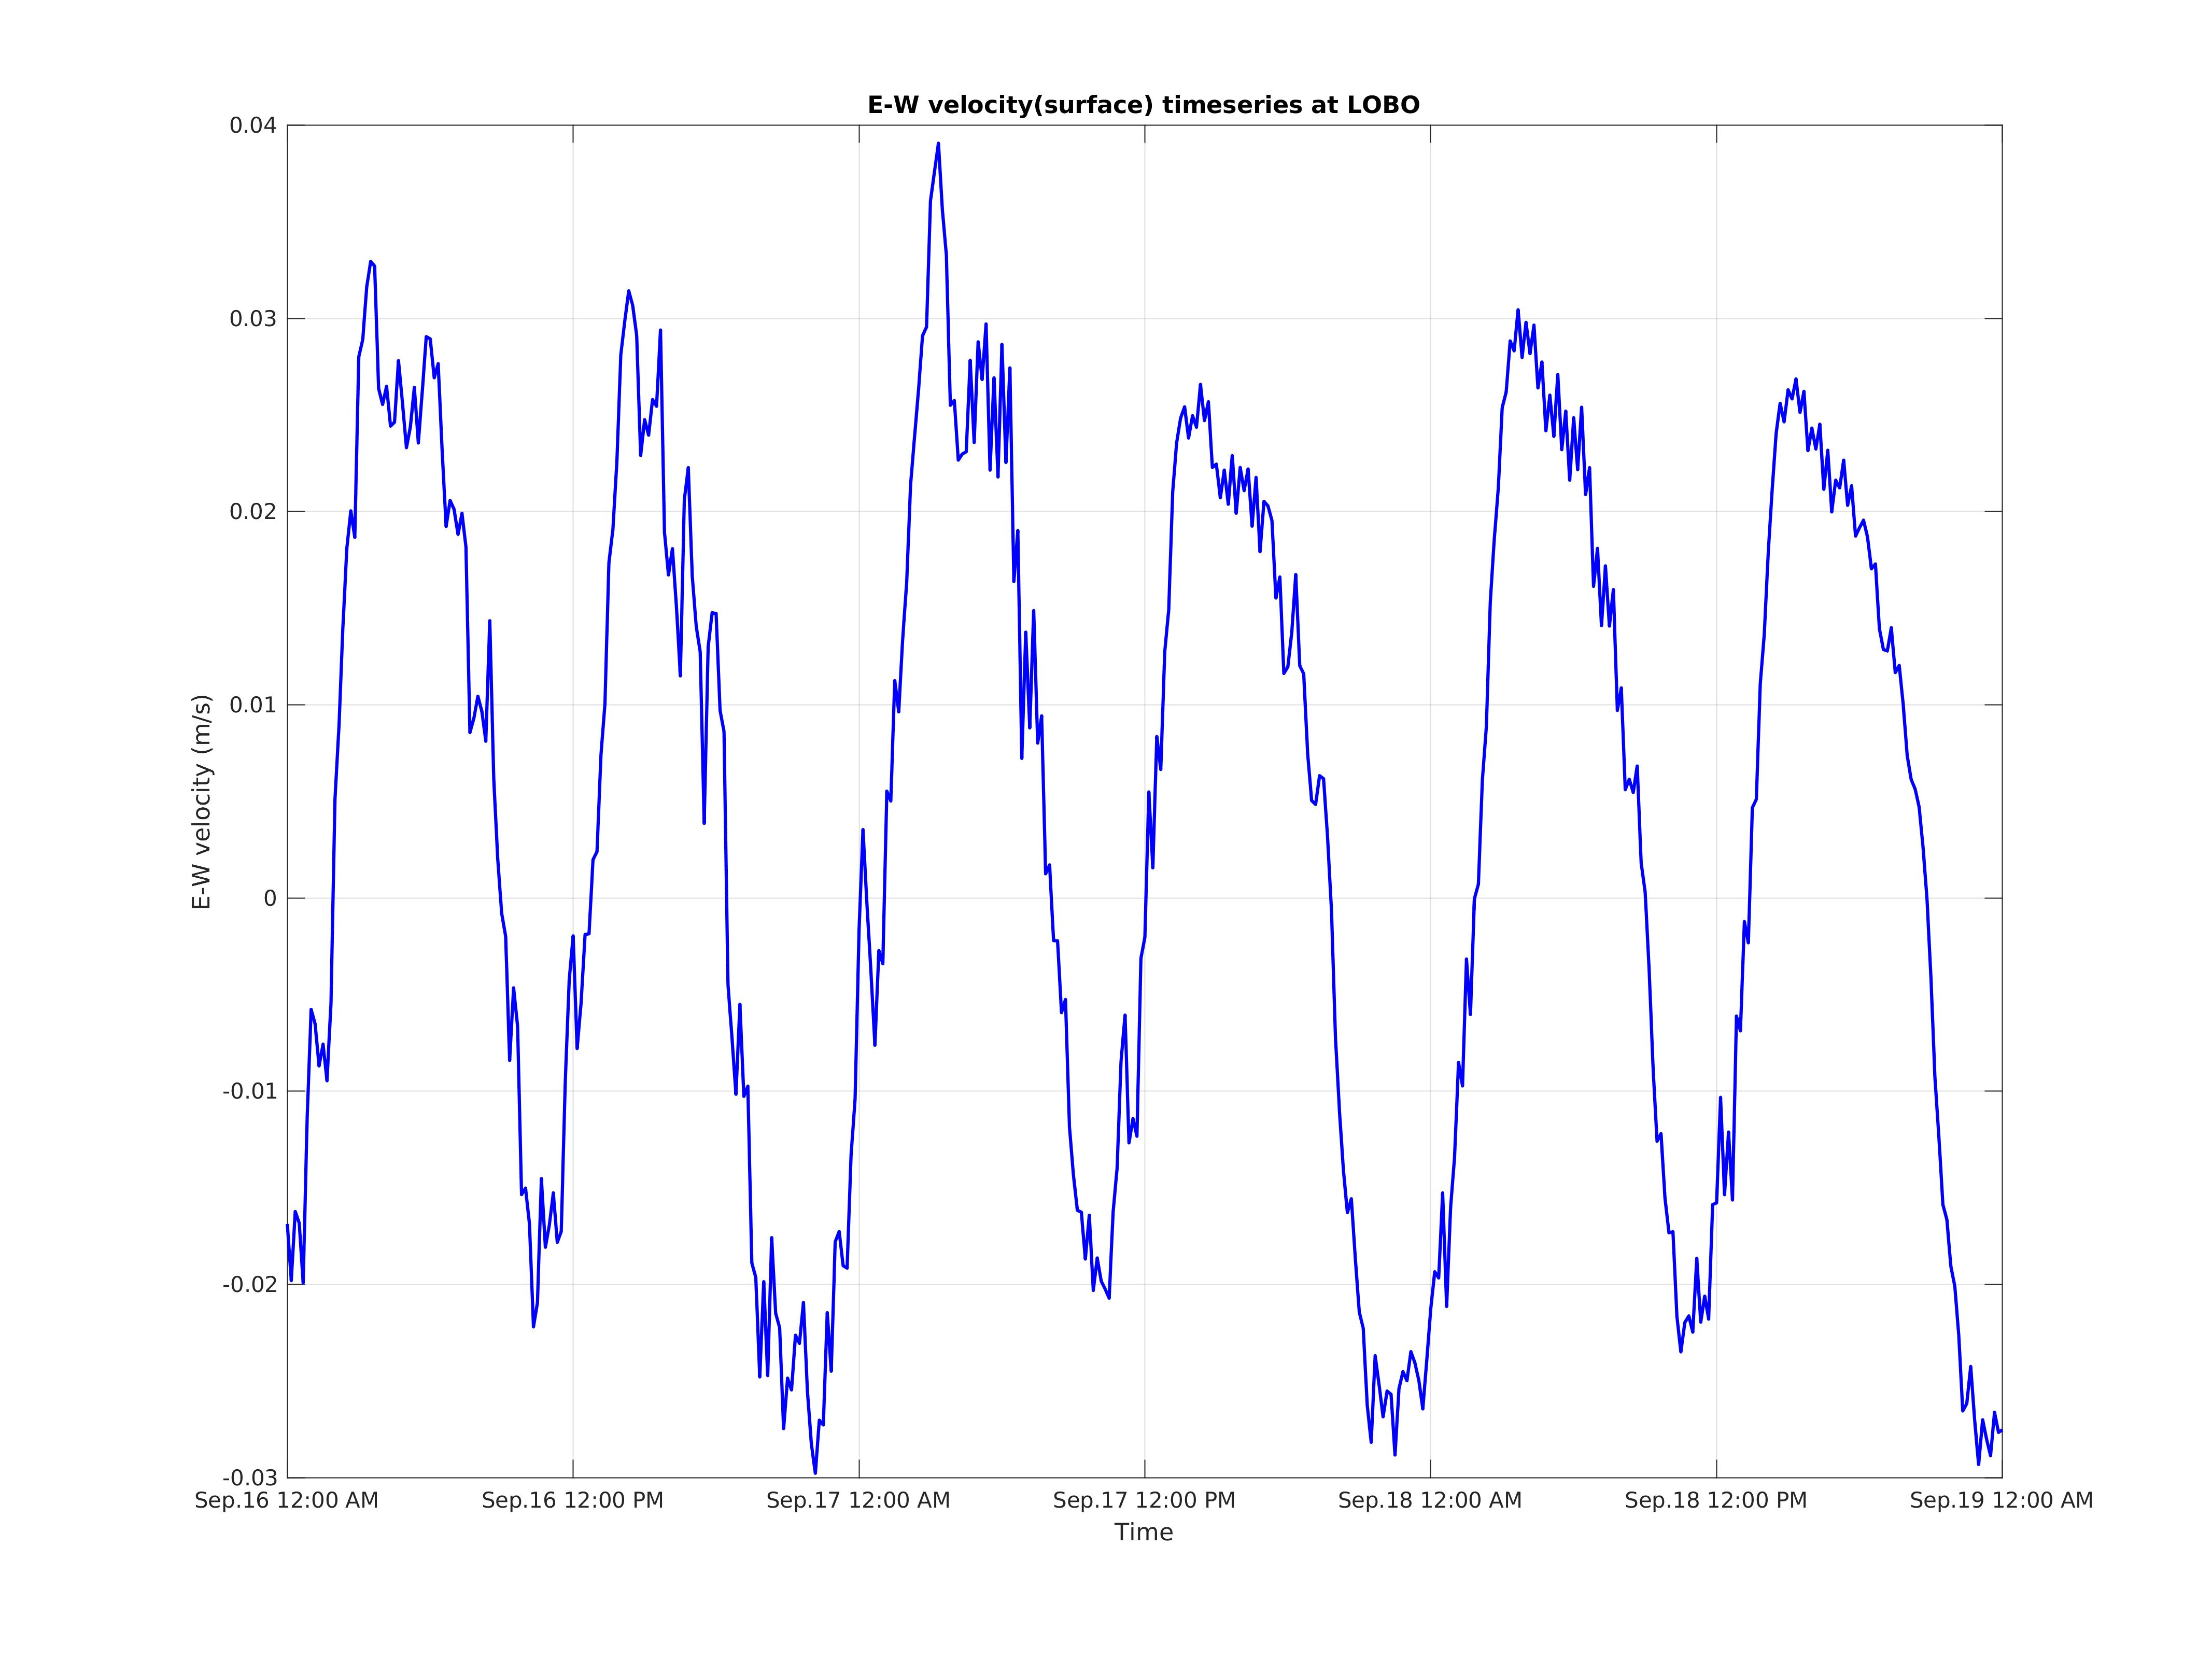 E-W velocity(surface) timeseries at LOBO
0.04
0.03
0.02
0.01
0
-0.01
-0.02
-0.03
E-W velocity (m/s)
Sep.16 12:00 AM Sep.16 12:00 PM Sep.17 12:00 AM Sep.17 12:00 PM Sep.18 12:00 AM Sep.18 12:00 PM Sep.19 12:00 AM
Time